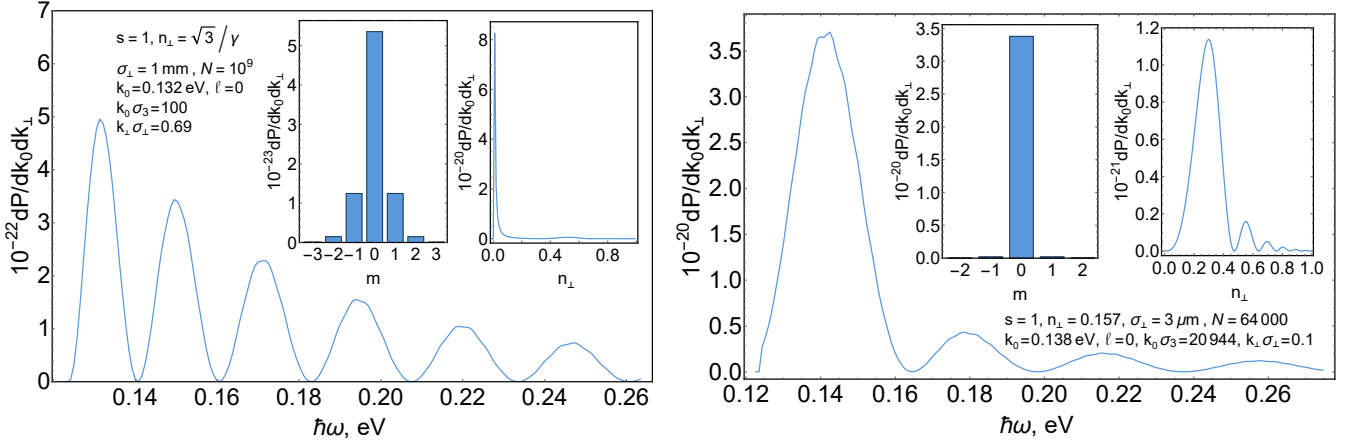 7
6
5
4
3
2
1
0
10⁻²²dP/dk₀dk⊥
0.14
0.16
0.18
0.20
0.22
0.24
0.26
ℏω, eV
s = 1, n⊥ = √3 / γ
σ⊥ = 1 mm , N = 10⁹
k₀=0.132 eV, ℓ=0
k₀σ₃=100
k⊥σ⊥=0.69
5
4
3
2
1
0
10⁻²³dP/dk₀dk⊥
−3 −2 −1 0 1 2 3
m
8
6
4
2
0
10⁻²⁰dP/dk₀dk⊥
0.0 0.4 0.8
n⊥
3.5
3.0
2.5
2.0
1.5
1.0
0.5
0.0
10⁻²⁰dP/dk₀dk⊥
0.12 0.14 0.16 0.18 0.20 0.22 0.24 0.26
ℏω, eV
3.5
3.0
2.5
2.0
1.5
1.0
0.5
0.0
10⁻²⁰dP/dk₀dk⊥
−2 −1 0 1 2
m
1.2
1.0
0.8
0.6
0.4
0.2
0.0
10⁻²¹dP/dk₀dk⊥
0.0 0.20 0.40 0.60 0.80 1.0
n⊥
s = 1, n⊥ = 0.157, σ⊥ = 3 μm , N = 64 000
k₀=0.138 eV, ℓ=0, k₀σ₃=20 944, k⊥σ⊥=0.1